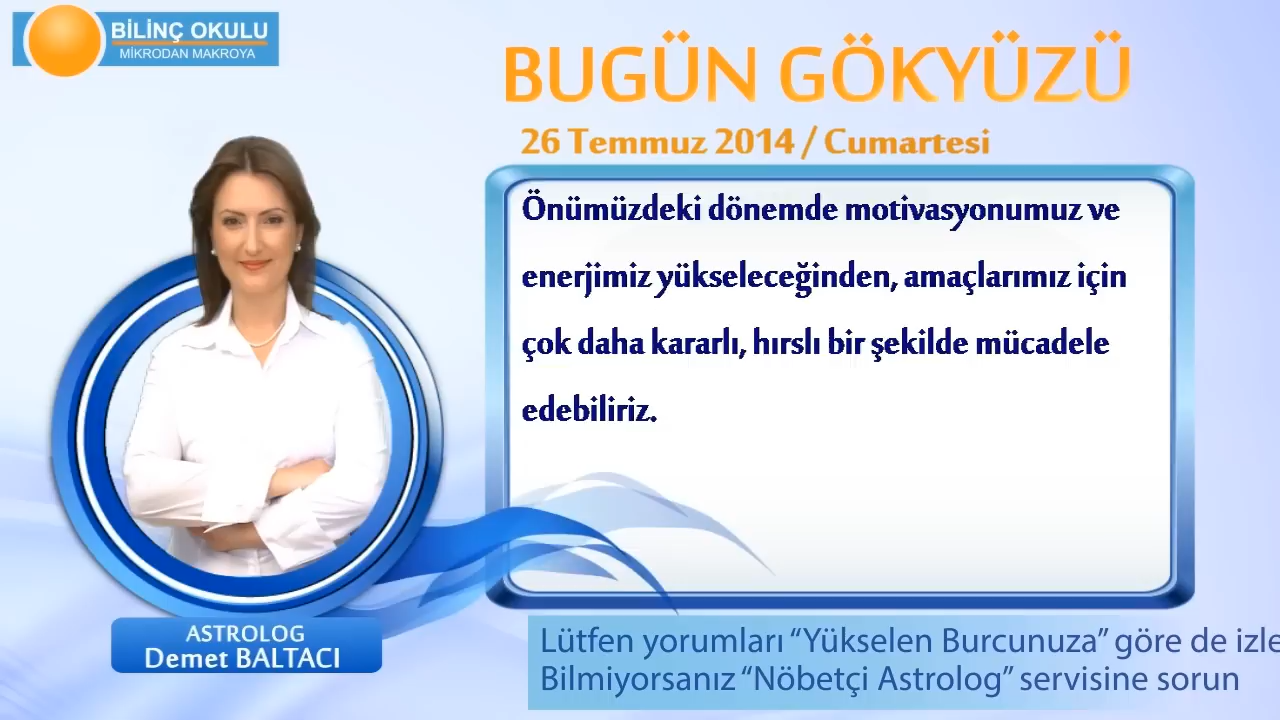 BİLİNÇ OKULU
MİKRODAN MAKROYA
BUGÜN GÖKYÜZÜ
26 Temmuz 2014 / Cumartesi
Önümüzdeki dönemde motivasyonumuz ve
enerjimiz yükseleceğinden, amaçlarımız için
çok daha kararlı, hırslı bir şekilde mücadele
edebiliriz.
ASTROLOG
Demet BALTACI
Lütfen yorumları “Yükselen Burcunuza” göre de
Bilmiyorsanız “Nöbetçi Astrolog” servisine sorun